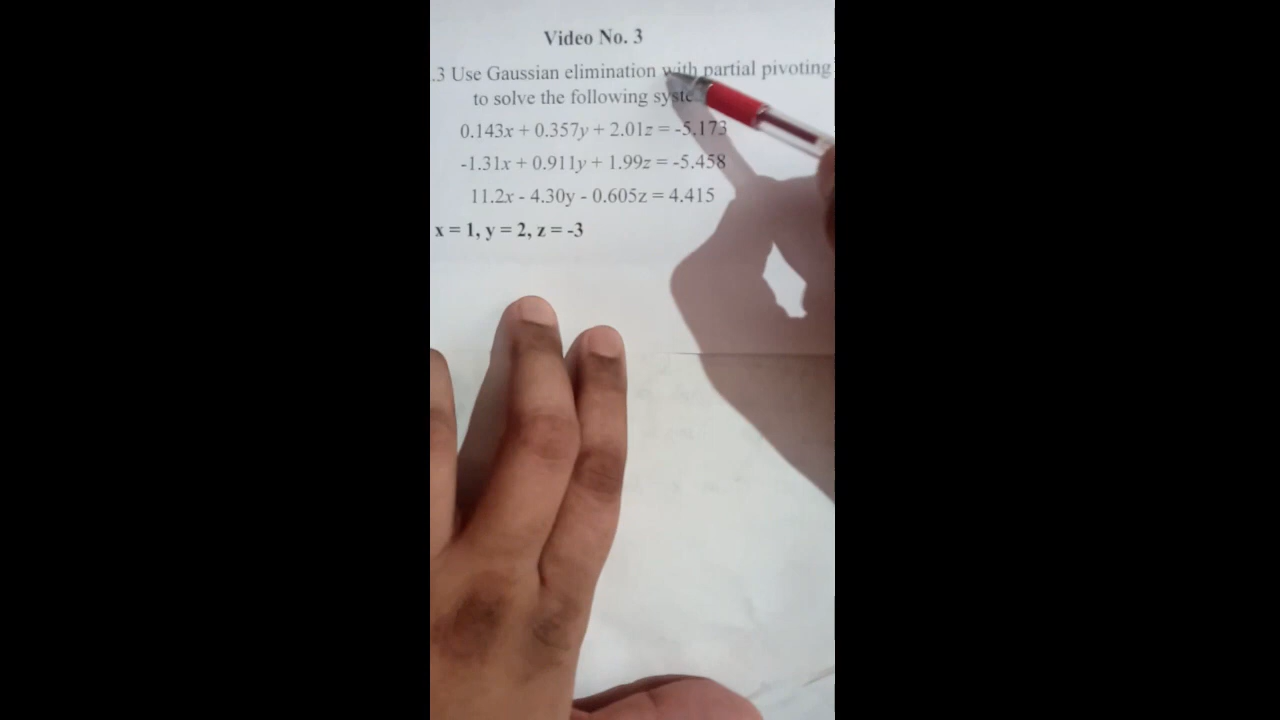 Video No. 3
.3 Use Gaussian elimination with partial pivoting
to solve the following
0.143x + 0.357y + 2.01z = -5.173
-1.31x + 0.911y + 1.99z = -5.458
11.2x - 4.30y - 0.605z = 4.415
x = 1, y = 2, z = -3